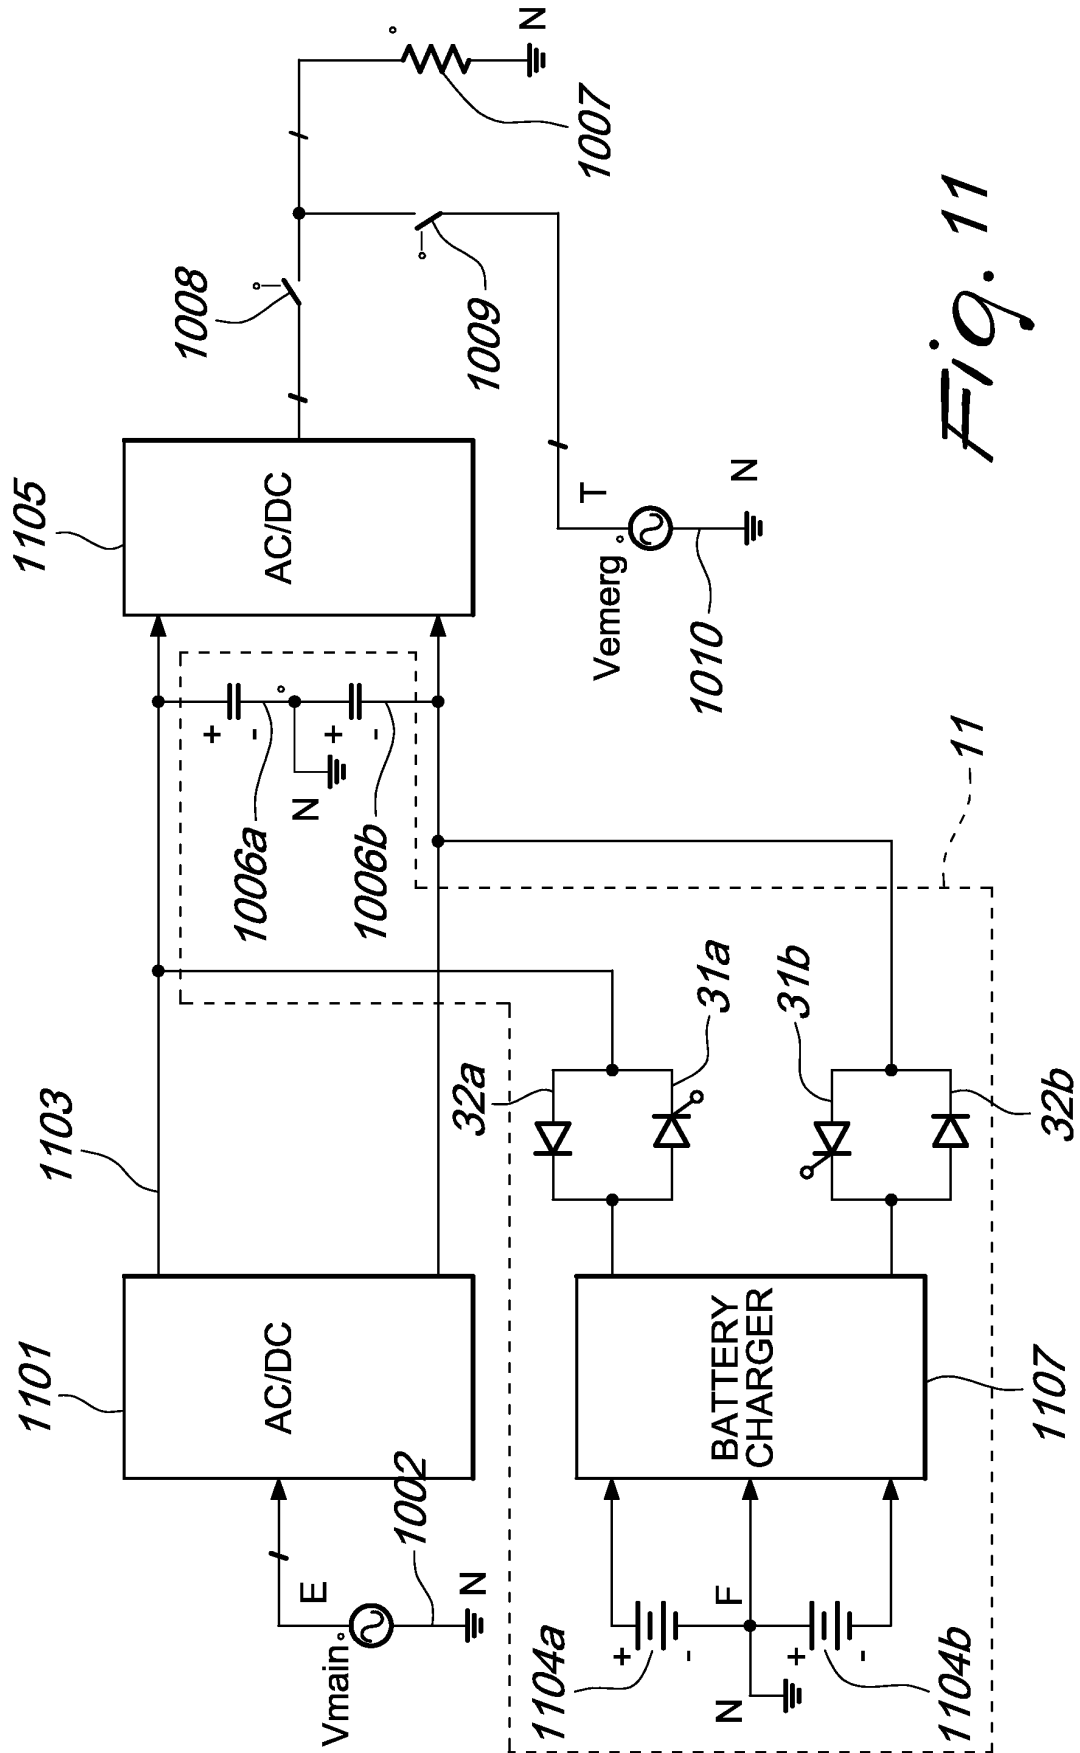 1101
AC/DC
1103
1105
AC/DC
1008
1009
1007
N
E
Vmain
1002
N
+
-
1006a
N
+
-
1006b
T
Vemerg
1010
N
11
32a
31a
31b
32b
BATTERY
CHARGER
1107
+
-
1104a
F
N
+
-
1104b
Fig. 11